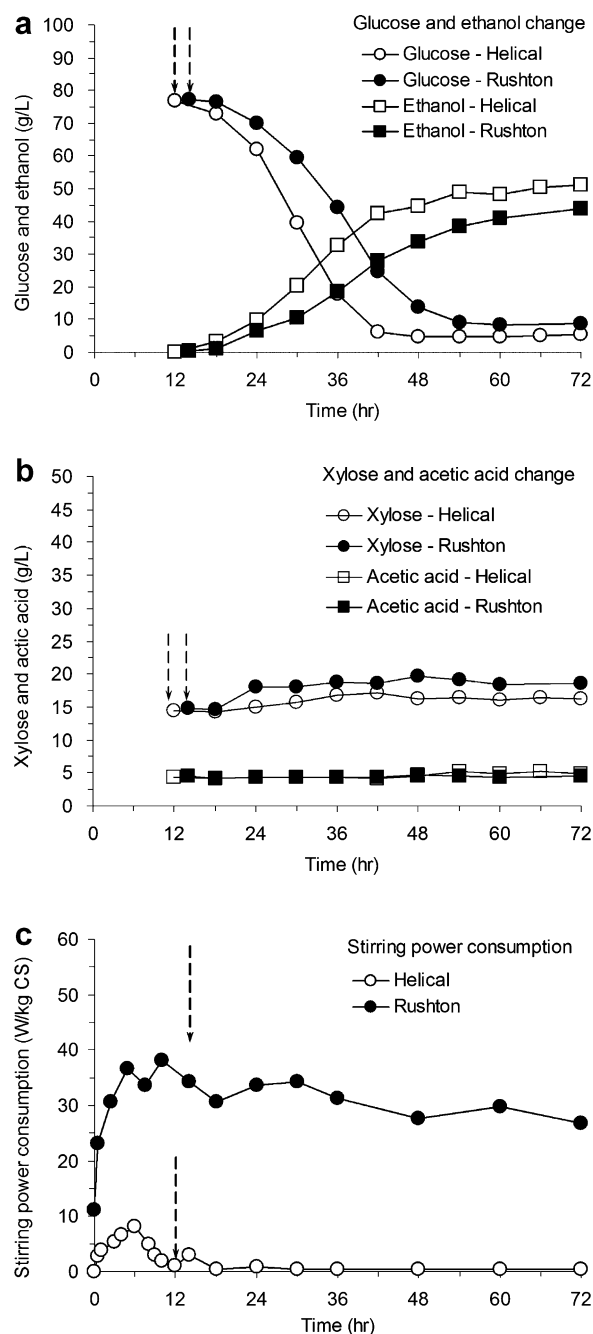 a
Glucose and ethanol change
Glucose - Helical
Glucose - Rushton
Ethanol - Helical
Ethanol - Rushton
Glucose and ethanol (g/L)
100
90
80
70
60
50
40
30
20
10
0
0 12 24 36 48 60 72
Time (hr)
b
Xylose and acetic acid change
Xylose - Helical
Xylose - Rushton
Acetic acid - Helical
Acetic acid - Rushton
Xylose and actic acid (g/L)
50
45
40
35
30
25
20
15
10
5
0
0 12 24 36 48 60 72
Time (hr)
c
Stirring power consumption
Helical
Rushton
Stirring power consumption (W/kg CS)
60
50
40
30
20
10
0
0 12 24 36 48 60 72
Time (hr)